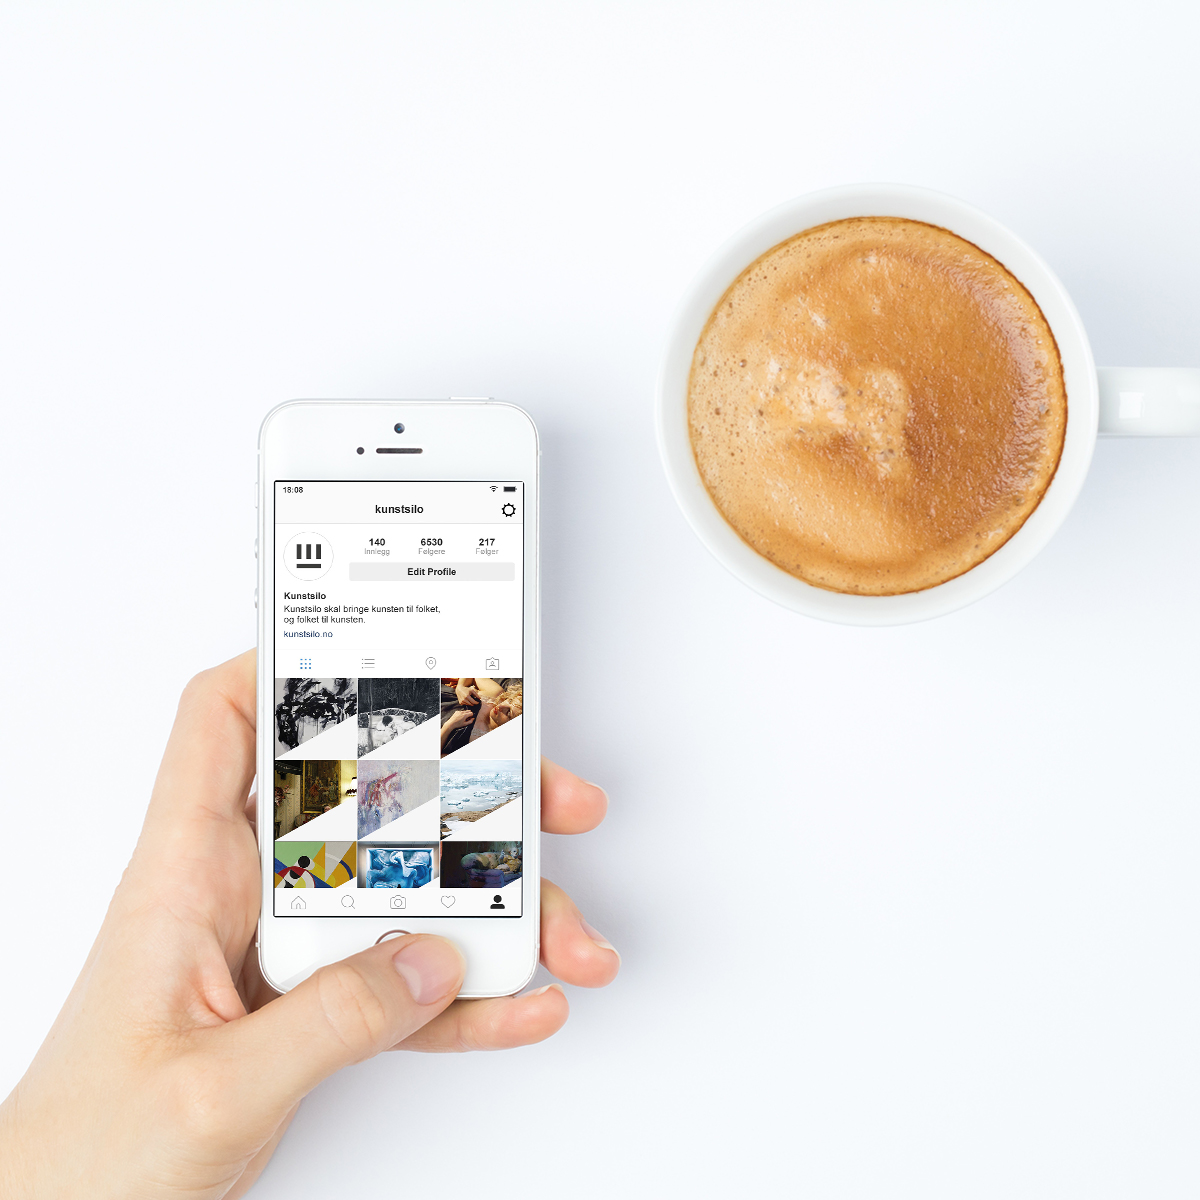 18:08
kunstsilo
140 6530 217
Innlegg Følgere Følger
Edit Profile
Kunstsilo
Kunstsilo skal bringe kunsten til folket,
og folket til kunsten.
kunstsilo.no